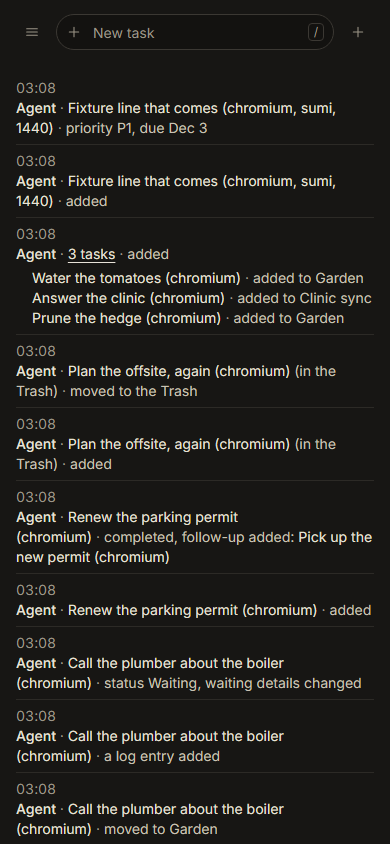 New task /
03:08
Agent · Fixture line that comes (chromium, sumi,
1440) · priority P1, due Dec 3
03:08
Agent · Fixture line that comes (chromium, sumi,
1440) · added
03:08
Agent · 3 tasks · added
Water the tomatoes (chromium) · added to Garden
Answer the clinic (chromium) · added to Clinic sync
Prune the hedge (chromium) · added to Garden
03:08
Agent · Plan the offsite, again (chromium) (in the
Trash) · moved to the Trash
03:08
Agent · Plan the offsite, again (chromium) (in the
Trash) · added
03:08
Agent · Renew the parking permit
(chromium) · completed, follow-up added: Pick up the
new permit (chromium)
03:08
Agent · Renew the parking permit (chromium) · added
03:08
Agent · Call the plumber about the boiler
(chromium) · status Waiting, waiting details changed
03:08
Agent · Call the plumber about the boiler
(chromium) · a log entry added
03:08
Agent · Call the plumber about the boiler
(chromium) · moved to Garden